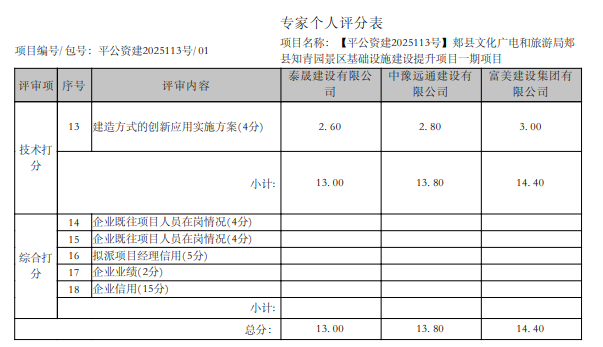 专家个人评分表
项目编号/包号：平公资建2025113号/01
项目名称：【平公资建2025113号】郏县文化广电和旅游局郏
县知青园景区基础设施建设提升项目一期项目
评审项 序号 评审内容 泰晟建设有限公司 中豫远通建设有限公司 富美建设集团有限公司
技术打分
13 建造方式的创新应用实施方案(4分) 2.60 2.80 3.00
小计: 13.00 13.80 14.40
综合打分
14 企业既往项目人员在岗情况(4分)
15 企业既往项目人员在岗情况(4分)
16 拟派项目经理信用(5分)
17 企业业绩(2分)
18 企业信用(15分)
小计:
总分: 13.00 13.80 14.40